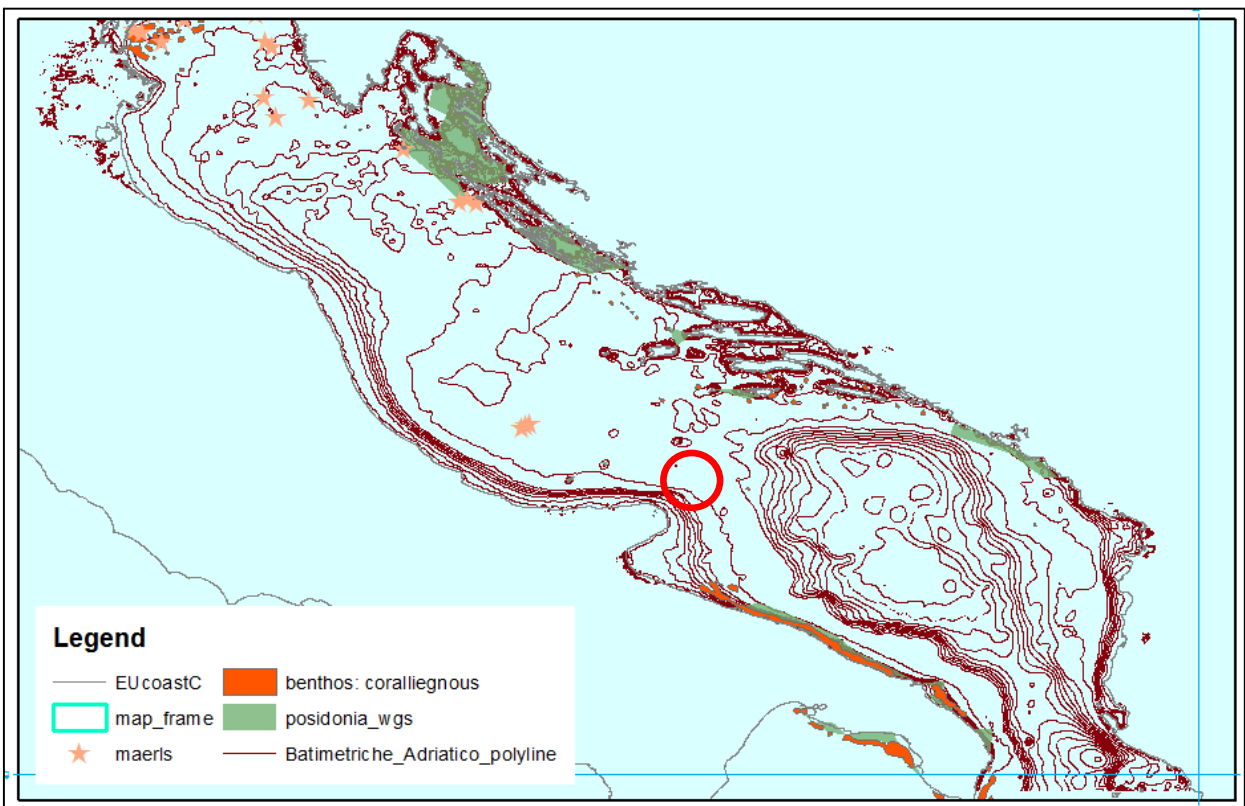 Legend
EUcoastC
benthos: coralliegnous
map_frame
posidonia_wgs
maerls
Batimetriche_Adriatico_polyline